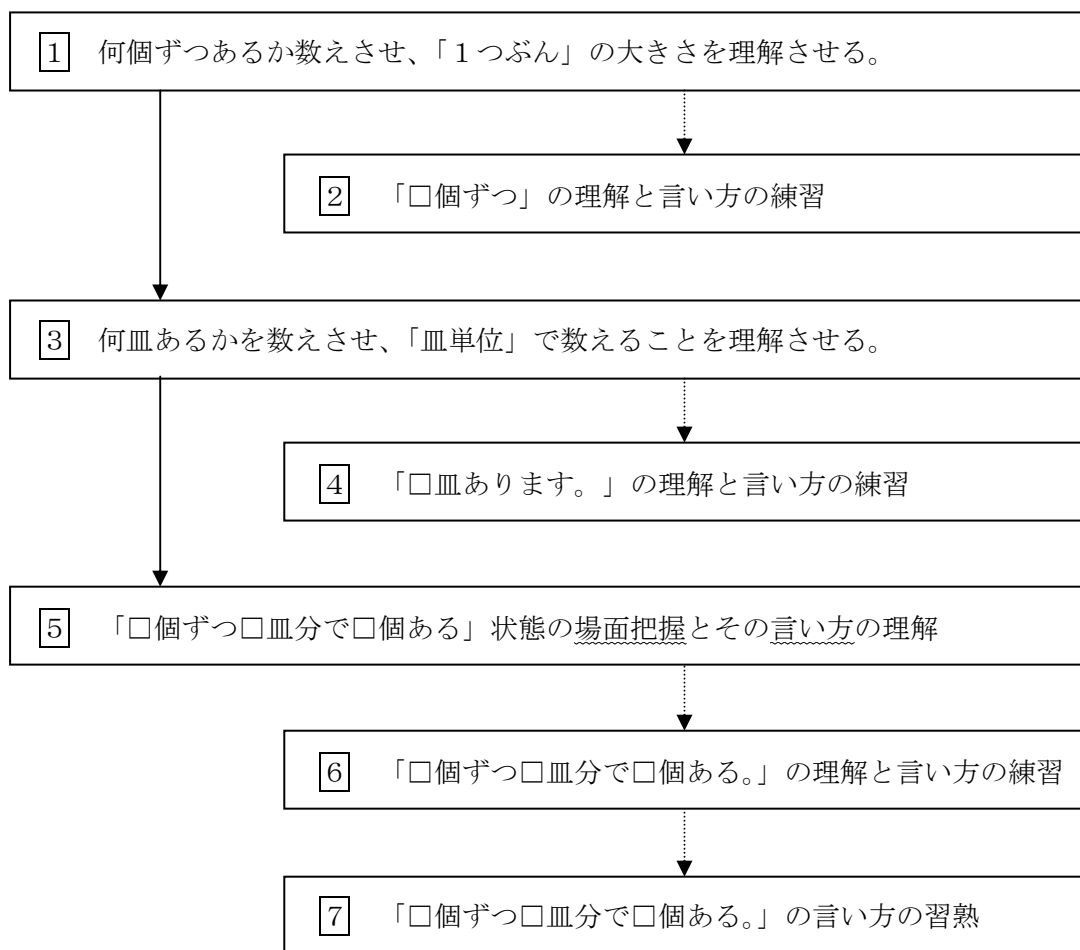 1 何個ずつあるか数えさせ、「１つぶん」の大きさを理解させる。
2 「□個ずつ」の理解と言い方の練習
3 何皿あるかを数えさせ、「皿単位」で数えることを理解させる。
4 「□皿あります。」の理解と言い方の練習
5 「□個ずつ□皿分で□個ある」状態の場面把握とその言い方の理解
6 「□個ずつ□皿分で□個ある。」の理解と言い方の練習
7 「□個ずつ□皿分で□個ある。」の言い方の習熟